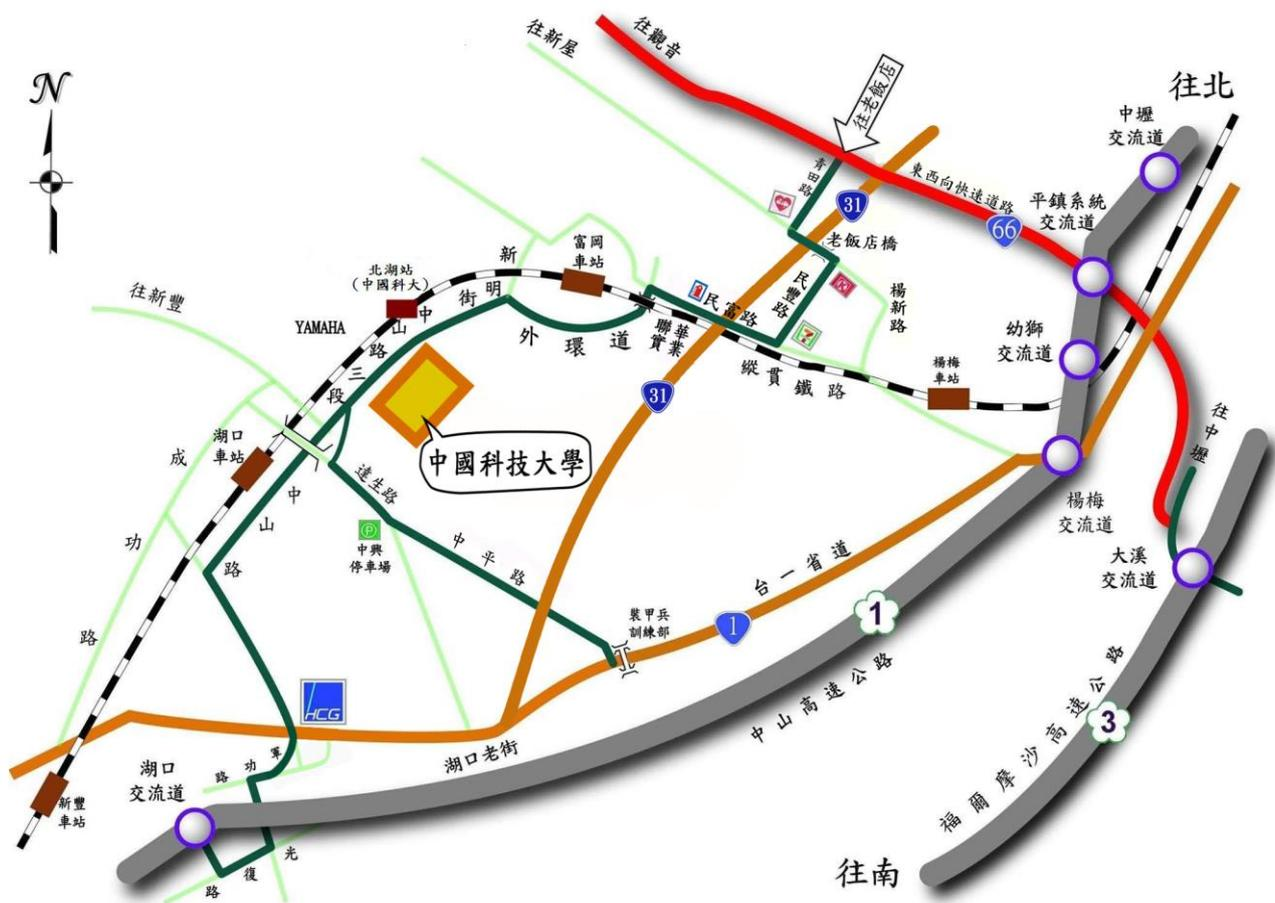 N
往新屋
往觀音
往老飯店
往北
中壢
交流道
青田路
31
東西向快速道路
平鎮系統
交流道
66
老飯店橋
富岡
車站
新
明
街
北湖站
(中國科大)
往新豐
YAMAHA
中
山
路
三
段
外環道
民富路
民豐路
楊新路
聯華
實業
縱貫鐵路
7
幼獅
交流道
楊梅
車站
31
往中壢
中國科技大學
湖口
車站
成
功
路
中
山
路
達生路
P
中興
停車場
中平路
楊梅
交流道
大溪
交流道
台一省道
1
1
裝甲兵
訓練部
中山高速公路
福爾摩沙高速公路
3
HCG
湖口老街
湖口
交流道
軍
功
路
新豐
車站
光
復
路
往南